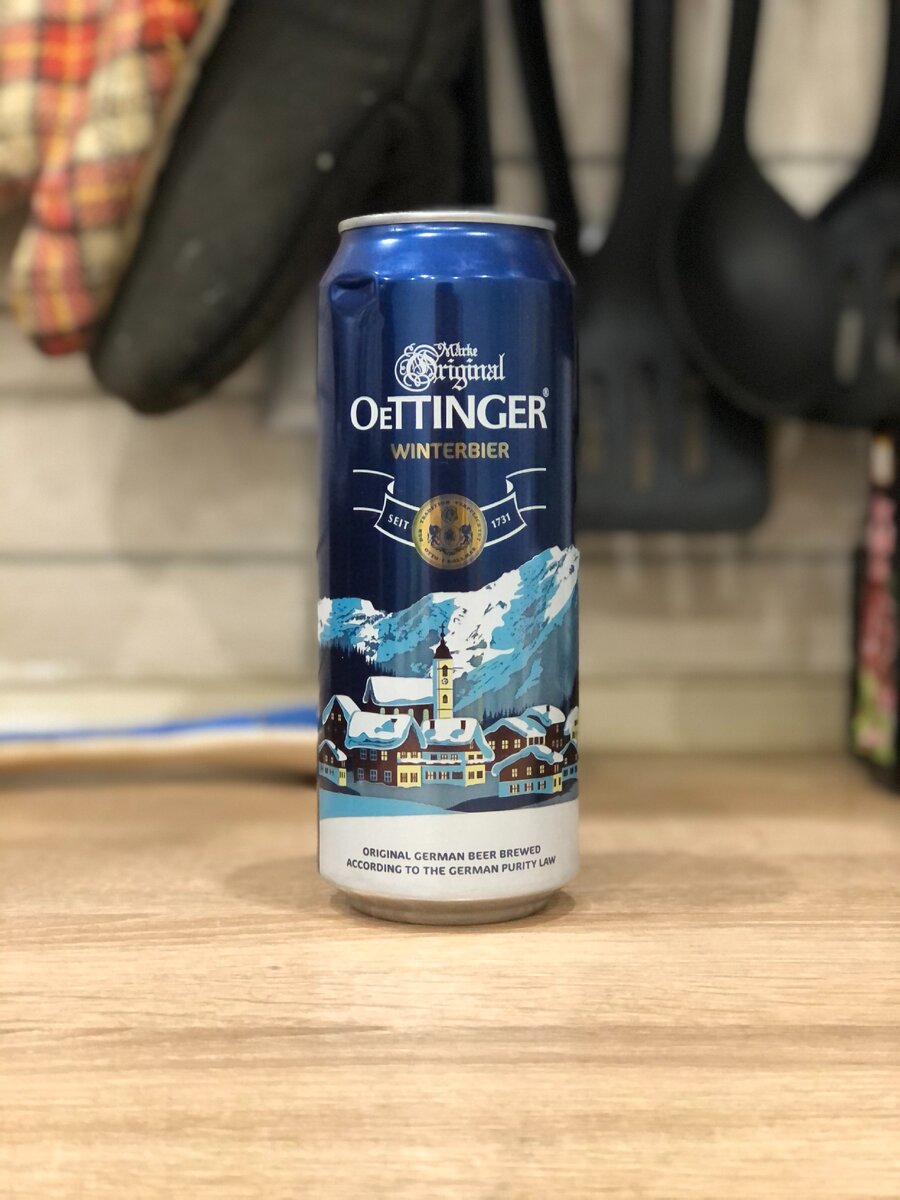 Marke
Original
OeTTINGER®
WINTERBIER
SEIT 1731
ORIGINAL GERMAN BEER BREWED
ACCORDING TO THE GERMAN PURITY LAW